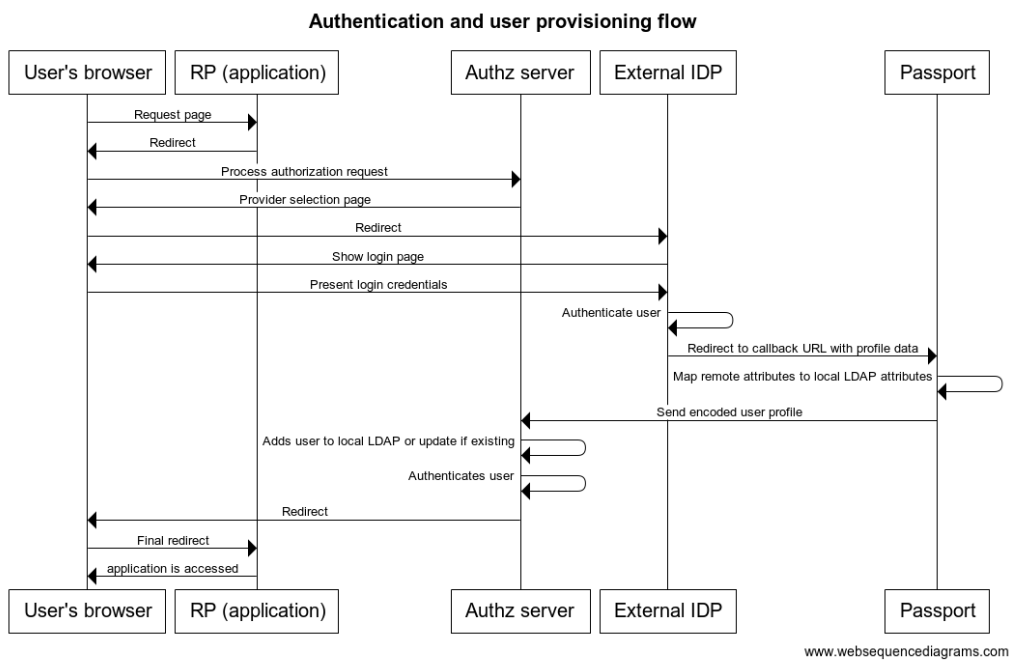 Authentication and user provisioning flow
User's browser
RP (application)
Authz server
External IDP
Passport
Request page
Redirect
Process authorization request
Provider selection page
Redirect
Show login page
Present login credentials
Authenticate user
Redirect to callback URL with profile data
Map remote attributes to local LDAP attributes
Send encoded user profile
Adds user to local LDAP or update if existing
Authenticates user
Redirect
Final redirect
application is accessed
User's browser
RP (application)
Authz server
External IDP
Passport
www.websequencediagrams.com